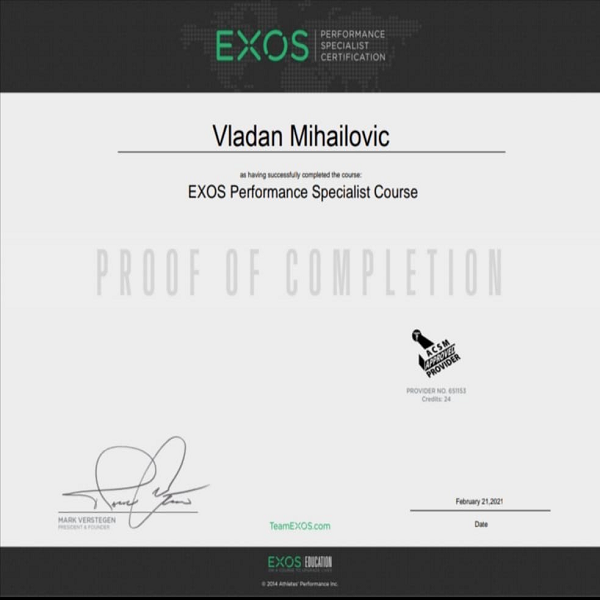 EXOS
PERFORMANCE
SPECIALIST
CERTIFICATION
Vladan Mihailovic
as having successfully completed the course:
EXOS Performance Specialist Course
PROOF OF COMPLETION
ACSM
APPROVED
PROVIDER
PROVIDER NO. 651153
Credits: 24
MARK VERSTEGEN
PRESIDENT & FOUNDER
TeamEXOS.com
February 21,2021
Date
EXOS EDUCATION
© 2014 Athletes' Performance Inc.